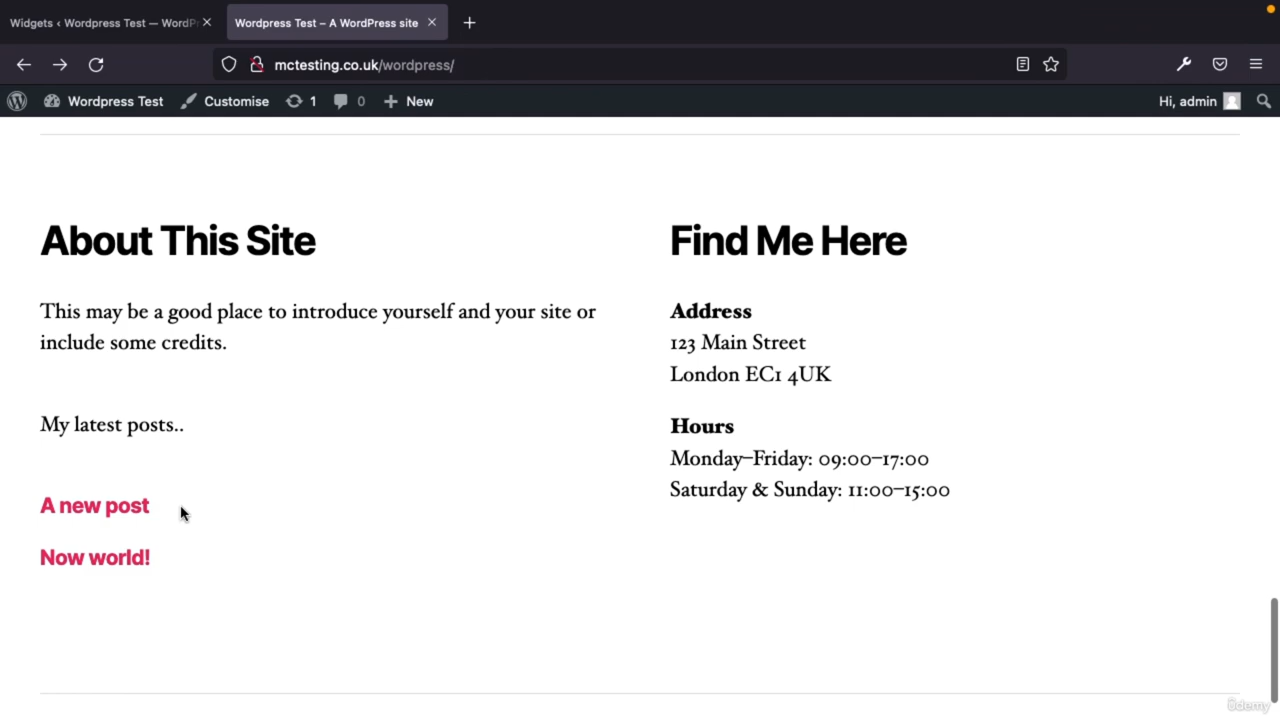 Widgets ‹ Wordpress Test — WordP
Wordpress Test – A WordPress site
mctesting.co.uk/wordpress/
Wordpress Test
Customise
1
0
New
Hi, admin
About This Site
This may be a good place to introduce yourself and your site or
include some credits.
My latest posts..
A new post
Now world!
Find Me Here
Address
123 Main Street
London EC1 4UK
Hours
Monday–Friday: 09:00–17:00
Saturday & Sunday: 11:00–15:00
Udemy